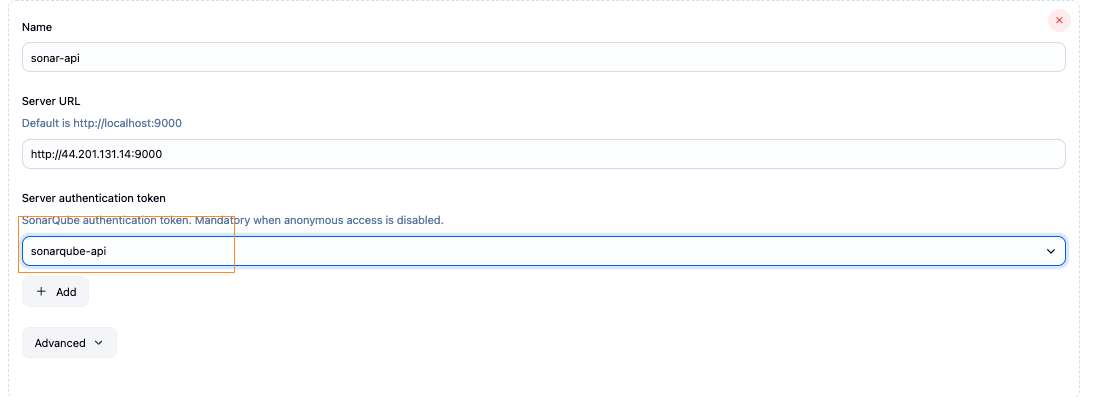 Name
sonar-api
Server URL
Default is http://localhost:9000
http://44.201.131.14:9000
Server authentication token
SonarQube authentication token. Mandatory when anonymous access is disabled.
sonarqube-api
+ Add
Advanced